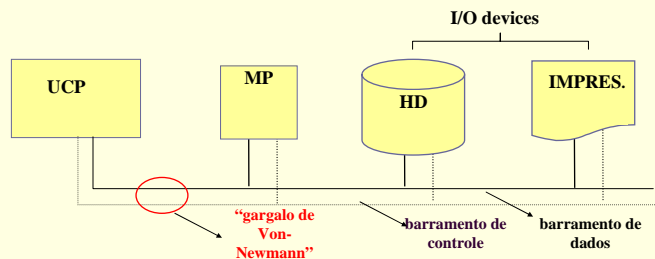 I/O devices
UCP
MP
HD
IMPRES.
“gargalo de
Von-
Newmann”
barramento de
controle
barramento de
dados